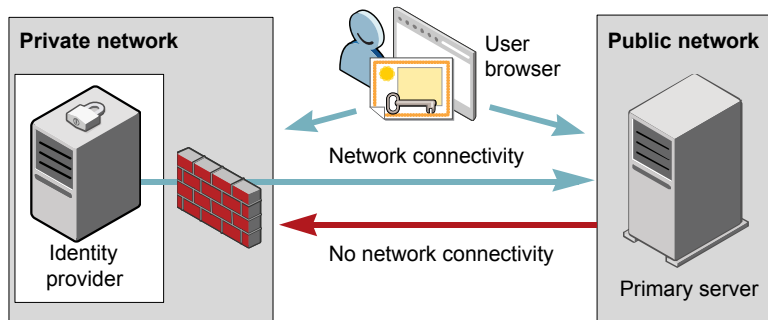 Private network
User
browser
Public network
Network connectivity
Identity
provider
No network connectivity
Primary server